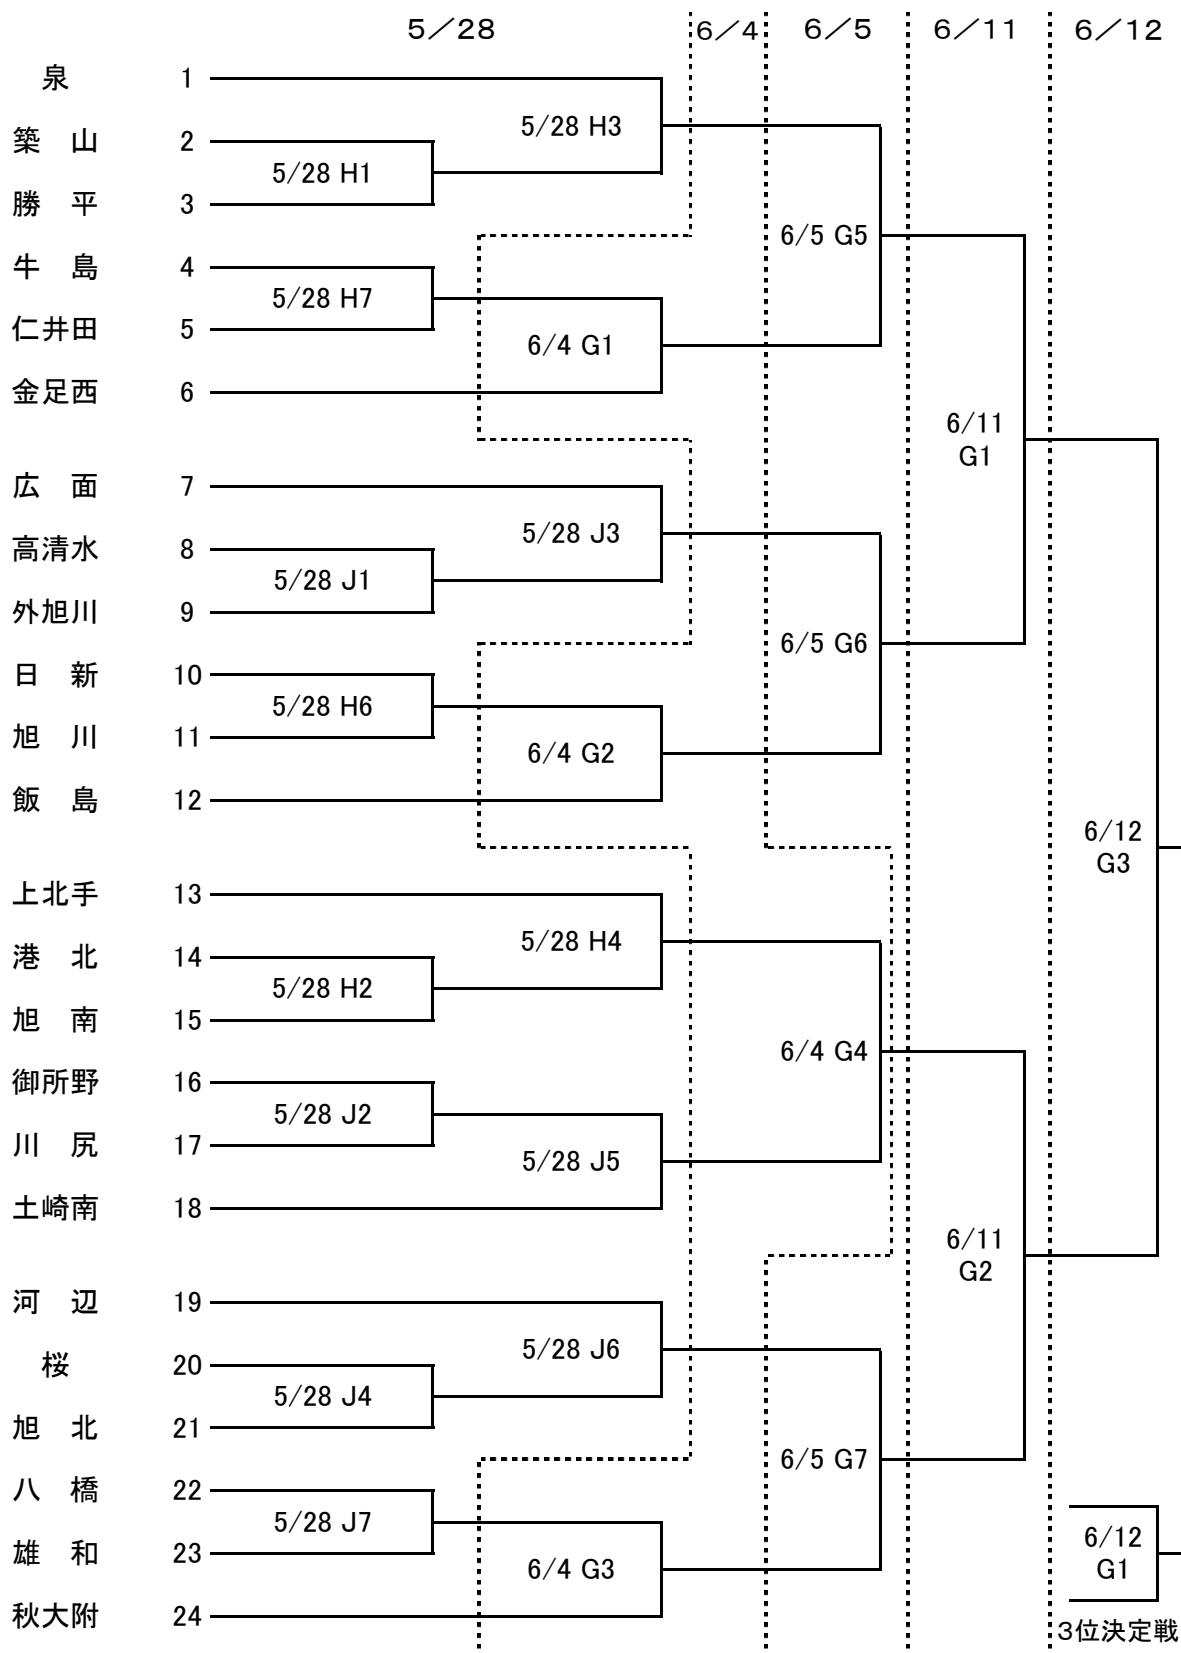 5／28 6／4 6／5 6／11 6／12
泉 1
5/28 H3
築 山 2
5/28 H1
勝 平 3
6/5 G5
牛 島 4
5/28 H7
仁井田 5
6/4 G1
金足西 6
6/11
G1
広 面 7
5/28 J3
高清水 8
5/28 J1
外旭川 9
6/5 G6
日 新 10
5/28 H6
旭 川 11
6/4 G2
飯 島 12
6/12
G3
上北手 13
5/28 H4
港 北 14
5/28 H2
旭 南 15
6/4 G4
御所野 16
5/28 J2
川 尻 17
5/28 J5
土崎南 18
6/11
G2
河 辺 19
5/28 J6
桜 20
5/28 J4
旭 北 21
6/5 G7
八 橋 22
5/28 J7
雄 和 23
6/4 G3
6/12
G1
秋大附 24
３位決定戦